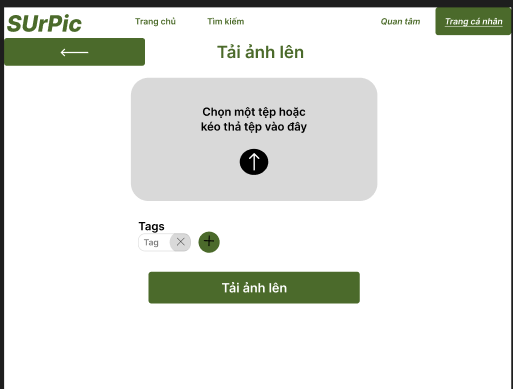 SUrPic
Trang chủ
Tìm kiếm
Quan tâm
Trang cá nhân
Tải ảnh lên
Chọn một tệp hoặc
kéo thả tệp vào đây
Tags
Tag
Tải ảnh lên